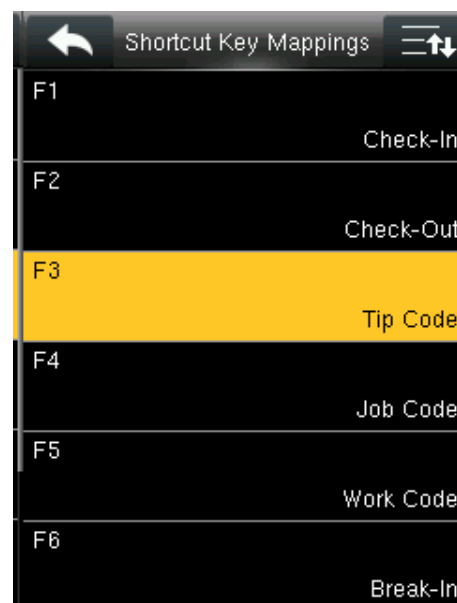 Shortcut Key Mappings
F1
Check-In
F2
Check-Out
F3
Tip Code
F4
Job Code
F5
Work Code
F6
Break-In